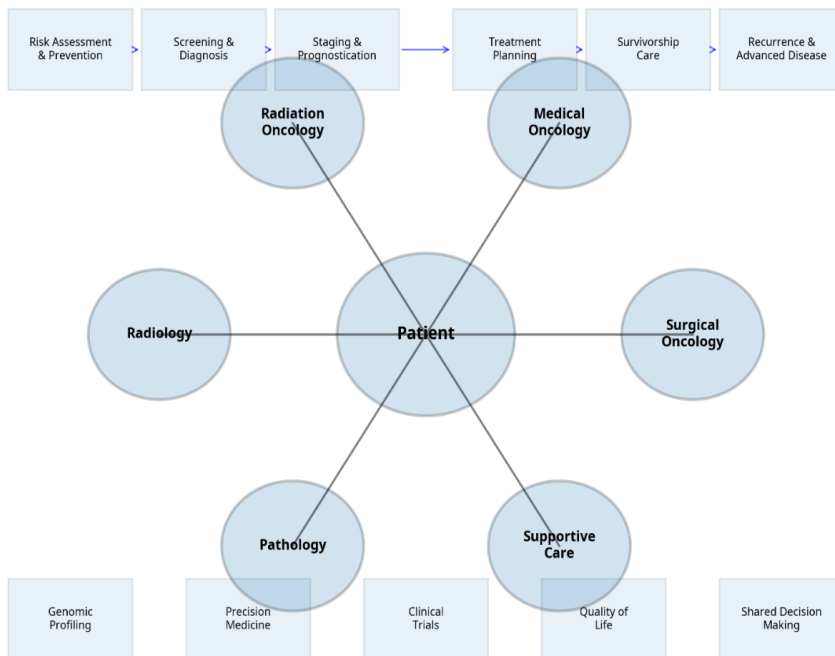 Risk Assessment
& Prevention
Screening &
Diagnosis
Staging &
Prognostication
Treatment
Planning
Survivorship
Care
Recurrence &
Advanced Disease
Radiation
Oncology
Medical
Oncology
Radiology
Patient
Surgical
Oncology
Pathology
Supportive
Care
Genomic
Profiling
Precision
Medicine
Clinical
Trials
Quality of
Life
Shared Decision
Making